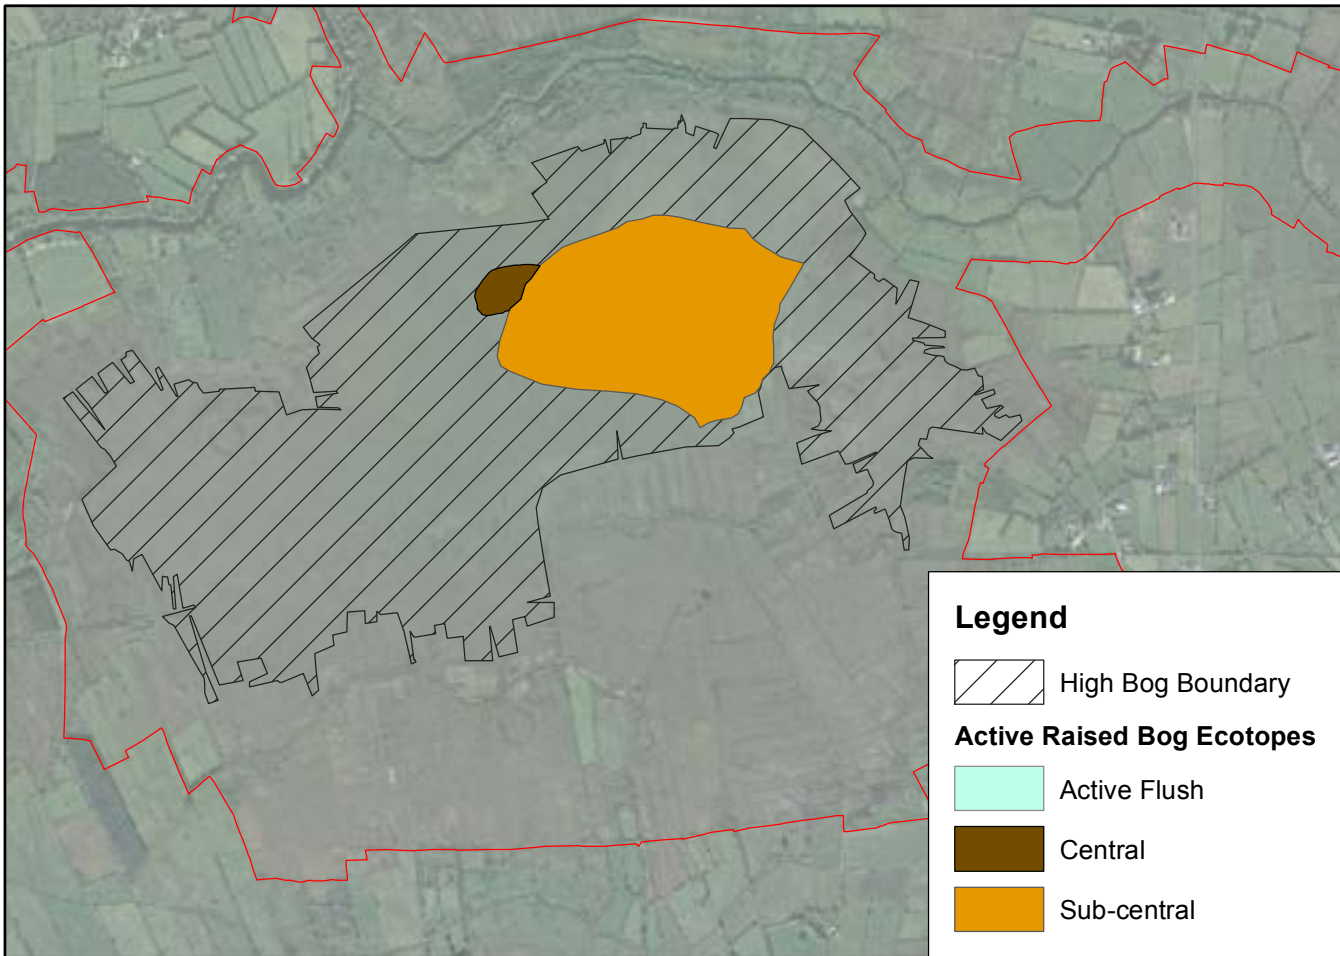 Legend
High Bog Boundary
Active Raised Bog Ecotopes
Active Flush
Central
Sub-central